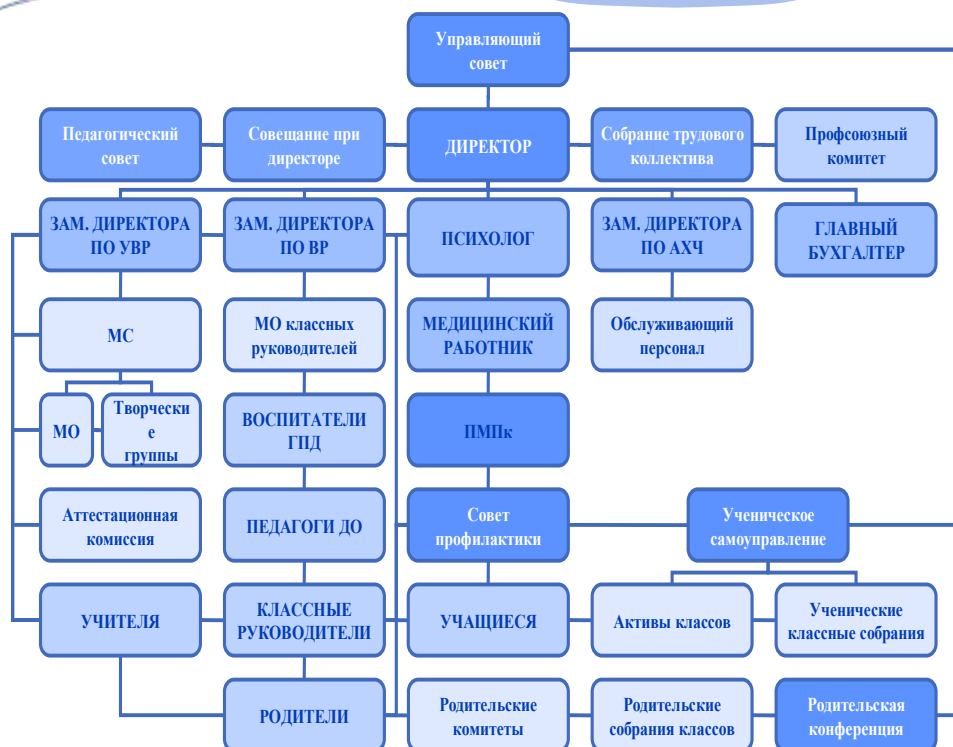 Управляющий
совет
Педагогический
совет
Совещание при
директоре
ДИРЕКТОР
Собрание трудового
коллектива
Профсоюзный
комитет
ЗАМ. ДИРЕКТОРА
ПО УВР
ЗАМ. ДИРЕКТОРА
ПО ВР
ПСИХОЛОГ
ЗАМ. ДИРЕКТОРА
ПО АХЧ
ГЛАВНЫЙ
БУХГАЛТЕР
МС
МО классных
руководителей
МЕДИЦИНСКИЙ
РАБОТНИК
Обслуживающий
персонал
МО
Творчески
е
группы
ВОСПИТАТЕЛИ
ГПД
ПМПк
Аттестационная
комиссия
ПЕДАГОГИ ДО
Совет
профилактики
Ученическое
самоуправление
УЧИТЕЛЯ
КЛАССНЫЕ
РУКОВОДИТЕЛИ
УЧАЩИЕСЯ
Активы классов
Ученические
классные собрания
РОДИТЕЛИ
Родительские
комитеты
Родительские
собрания классов
Родительская
конференция